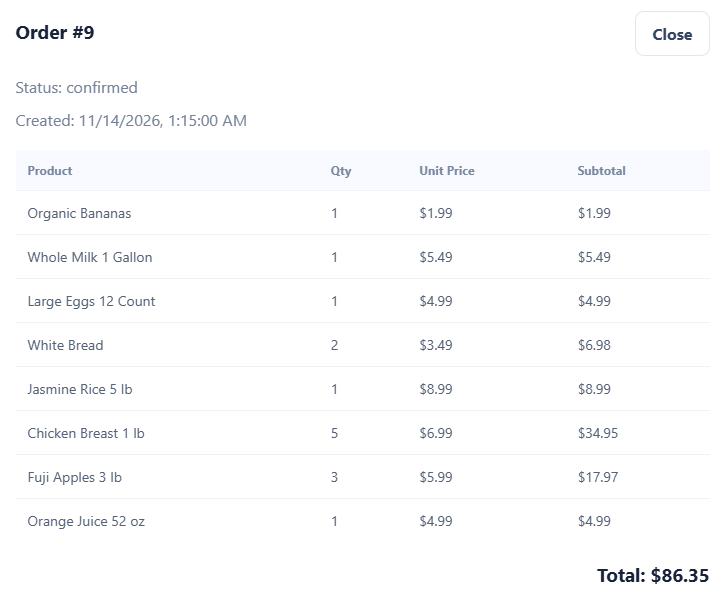 Order #9
Close
Status: confirmed
Created: 11/14/2026, 1:15:00 AM
Product Qty Unit Price Subtotal
Organic Bananas 1 $1.99 $1.99
Whole Milk 1 Gallon 1 $5.49 $5.49
Large Eggs 12 Count 1 $4.99 $4.99
White Bread 2 $3.49 $6.98
Jasmine Rice 5 lb 1 $8.99 $8.99
Chicken Breast 1 lb 5 $6.99 $34.95
Fuji Apples 3 lb 3 $5.99 $17.97
Orange Juice 52 oz 1 $4.99 $4.99
Total: $86.35